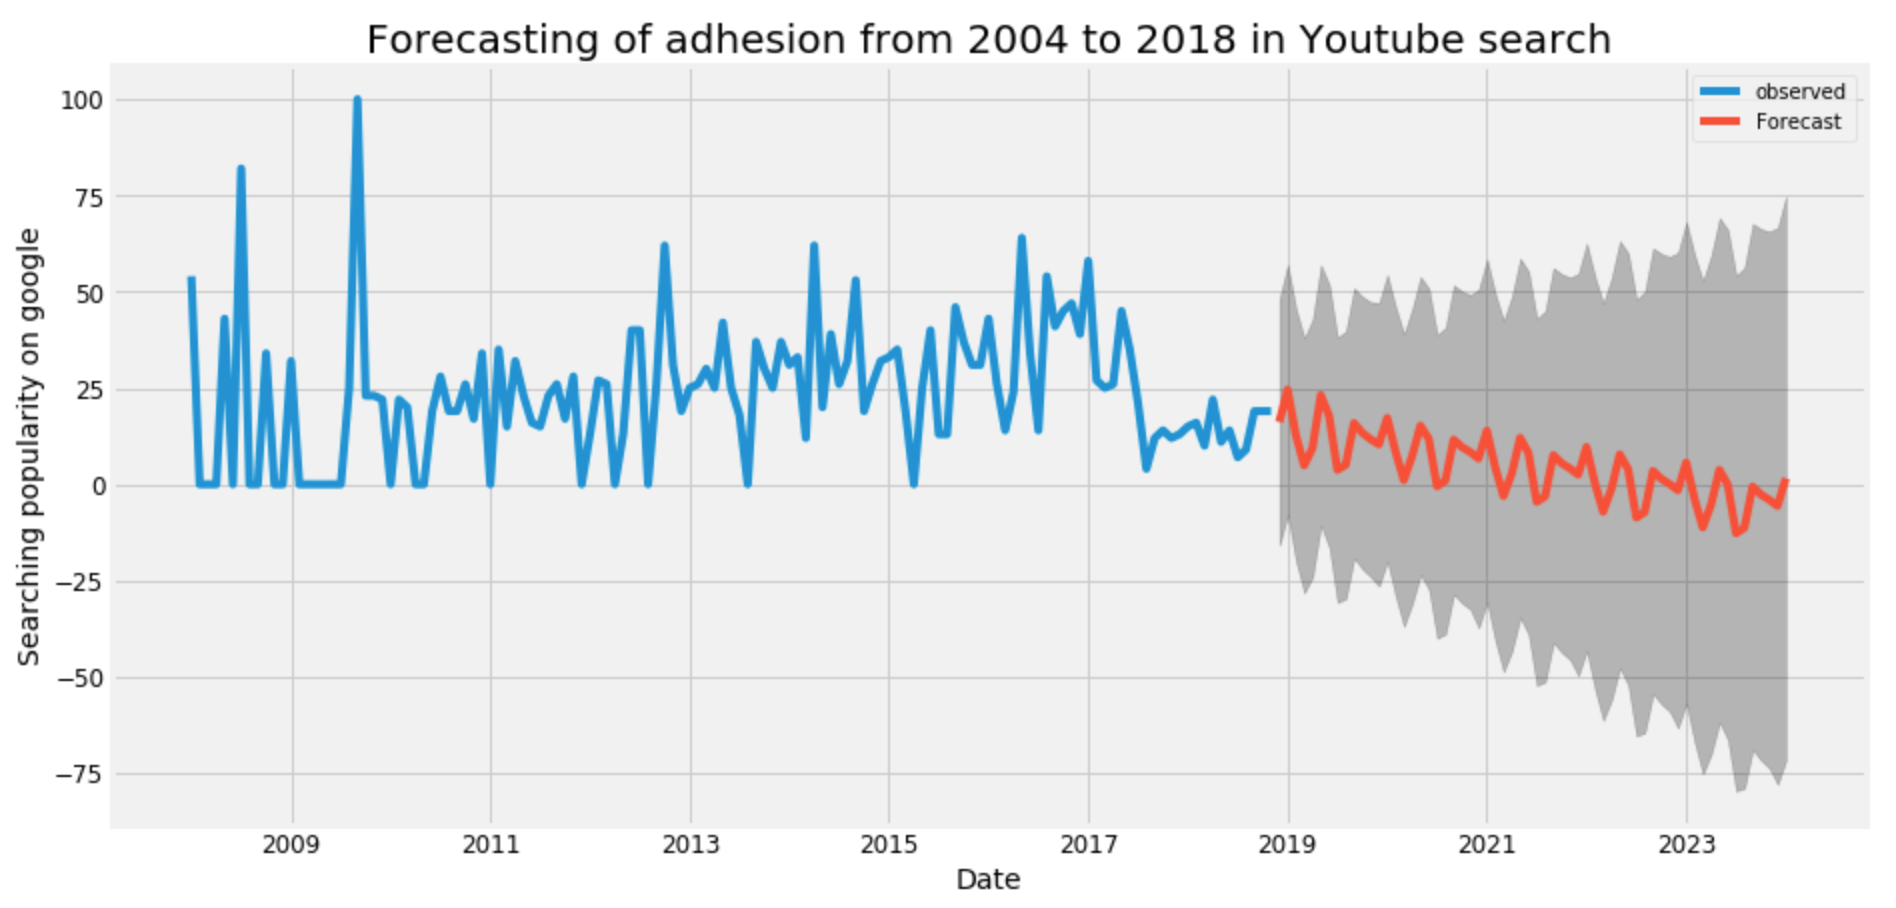 Forecasting of adhesion from 2004 to 2018 in Youtube search
observed
Forecast
Searching popularity on google
100
75
50
25
0
−25
−50
−75
2009 2011 2013 2015 2017 2019 2021 2023
Date